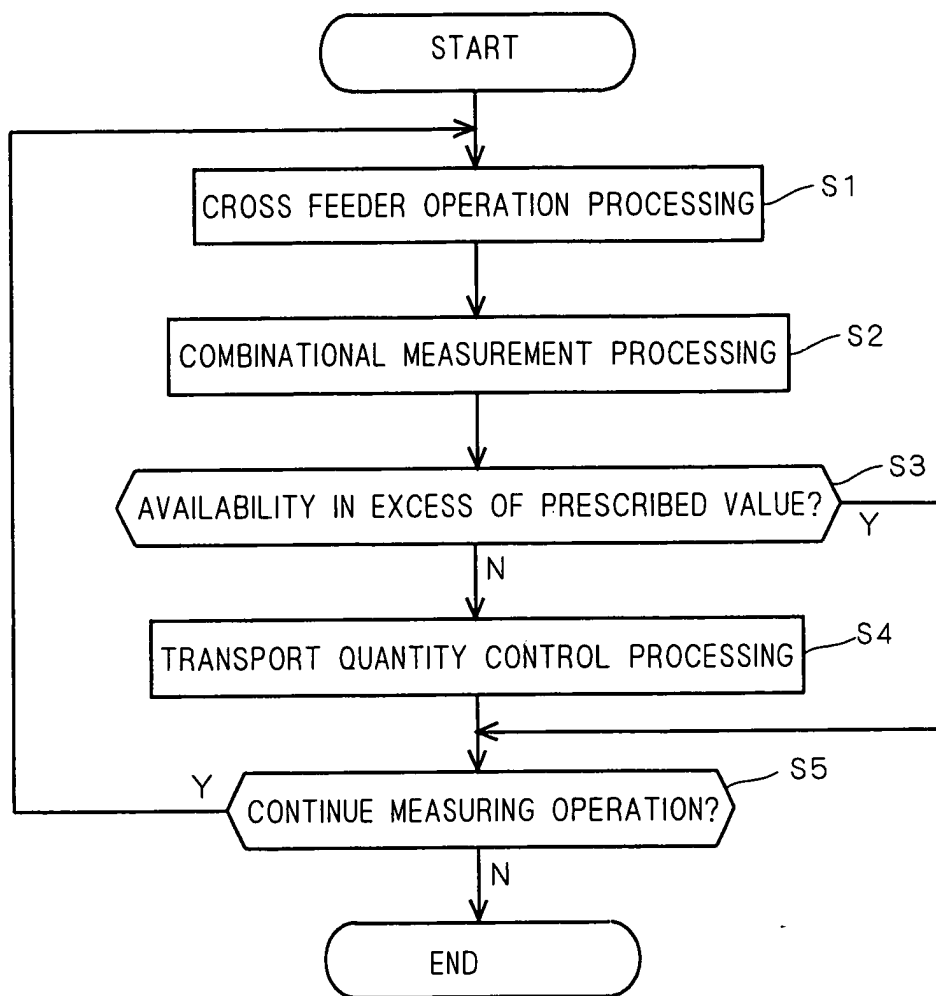 START
CROSS FEEDER OPERATION PROCESSING
S1
COMBINATIONAL MEASUREMENT PROCESSING
S2
AVAILABILITY IN EXCESS OF PRESCRIBED VALUE?
S3
Y
N
TRANSPORT QUANTITY CONTROL PROCESSING
S4
Y
CONTINUE MEASURING OPERATION?
S5
N
END